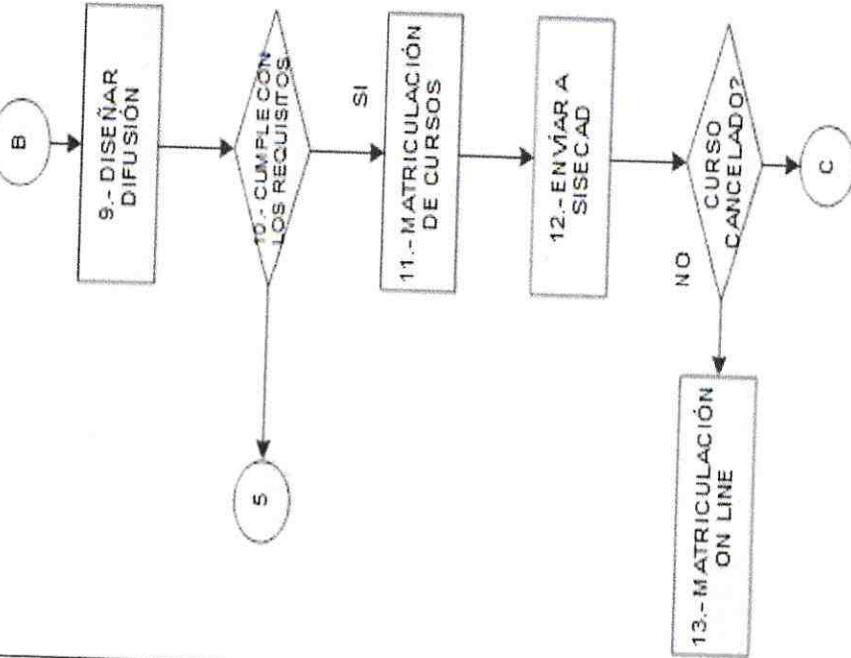 B
9.- DISEÑAR
DIFUSIÓN
10.- CUMPLE CON
LOS REQUISITOS
SI
5
11.-MATRICULACIÓN
DE CURSOS
12.-ENVÍAR A
SISECAD
CURSO
CANCELADO?
NO
13.-MATRICULACIÓN
ON LINE
C